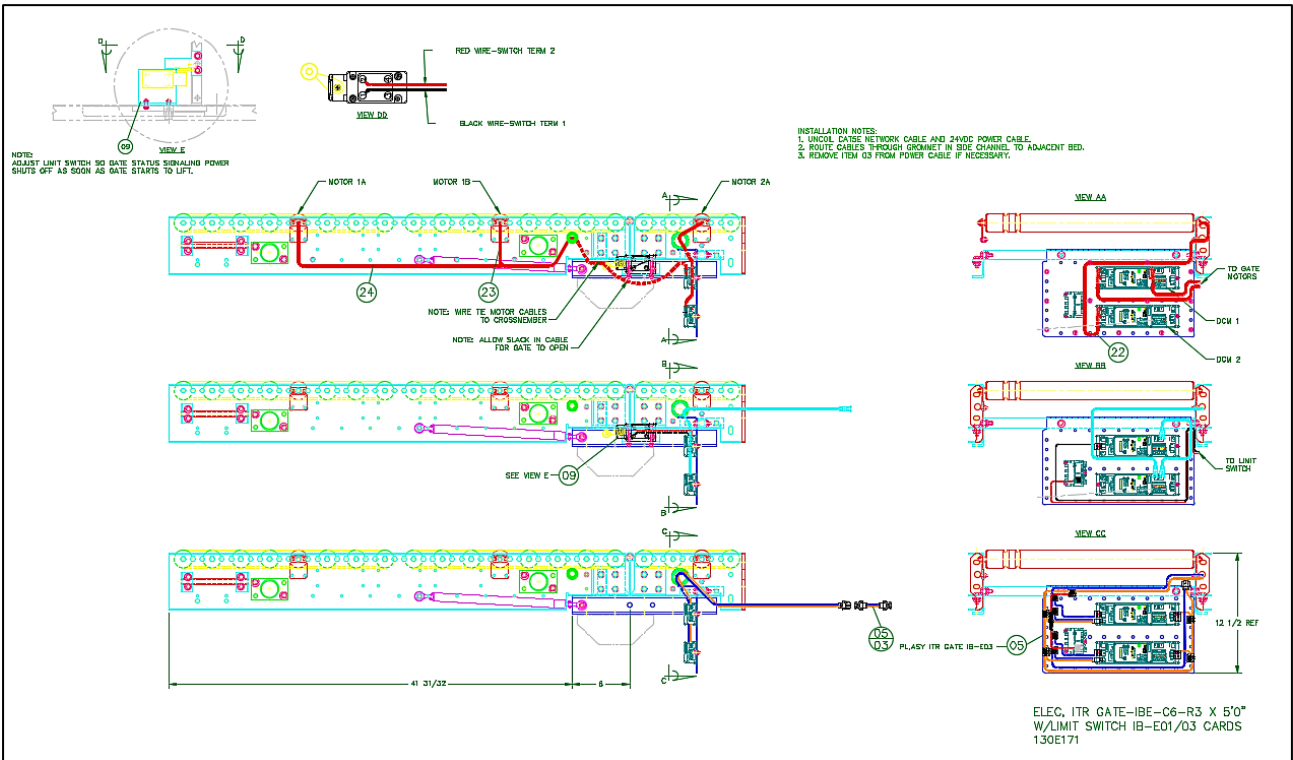 D
D
RED WIRE-SWITCH TERM 2
BLACK WIRE-SWITCH TERM 1
VIEW DD
09
VIEW E
NOTE:
ADJUST LIMIT SWITCH SO GATE STATUS SIGNALING POWER
SHUTS OFF AS SOON AS GATE STARTS TO LIFT.
INSTALLATION NOTES:
1. UNCOIL CAT5E NETWORK CABLE AND 24VDC POWER CABLE.
2. ROUTE CABLES THROUGH GROMMET IN SIDE CHANNEL TO ADJACENT BED.
3. REMOVE ITEM 03 FROM POWER CABLE IF NECESSARY.
MOTOR 1A
MOTOR 1B
MOTOR 2A
A
24
23
NOTE: WIRE TIE MOTOR CABLES
TO CROSSMEMBER
NOTE: ALLOW SLACK IN CABLE
FOR GATE TO OPEN
A
VIEW AA
TO GATE
MOTORS
DCM 1
DCM 2
22
B
SEE VIEW E
09
B
VIEW BB
TO LIMIT
SWITCH
C
C
05
03
41 31/32
6
VIEW CC
PL,ASY ITR GATE IB-E03
05
12 1/2 REF
ELEC, ITR GATE-IBE-C6-R3 X 5'0"
W/LIMIT SWITCH IB-E01/03 CARDS
130E171